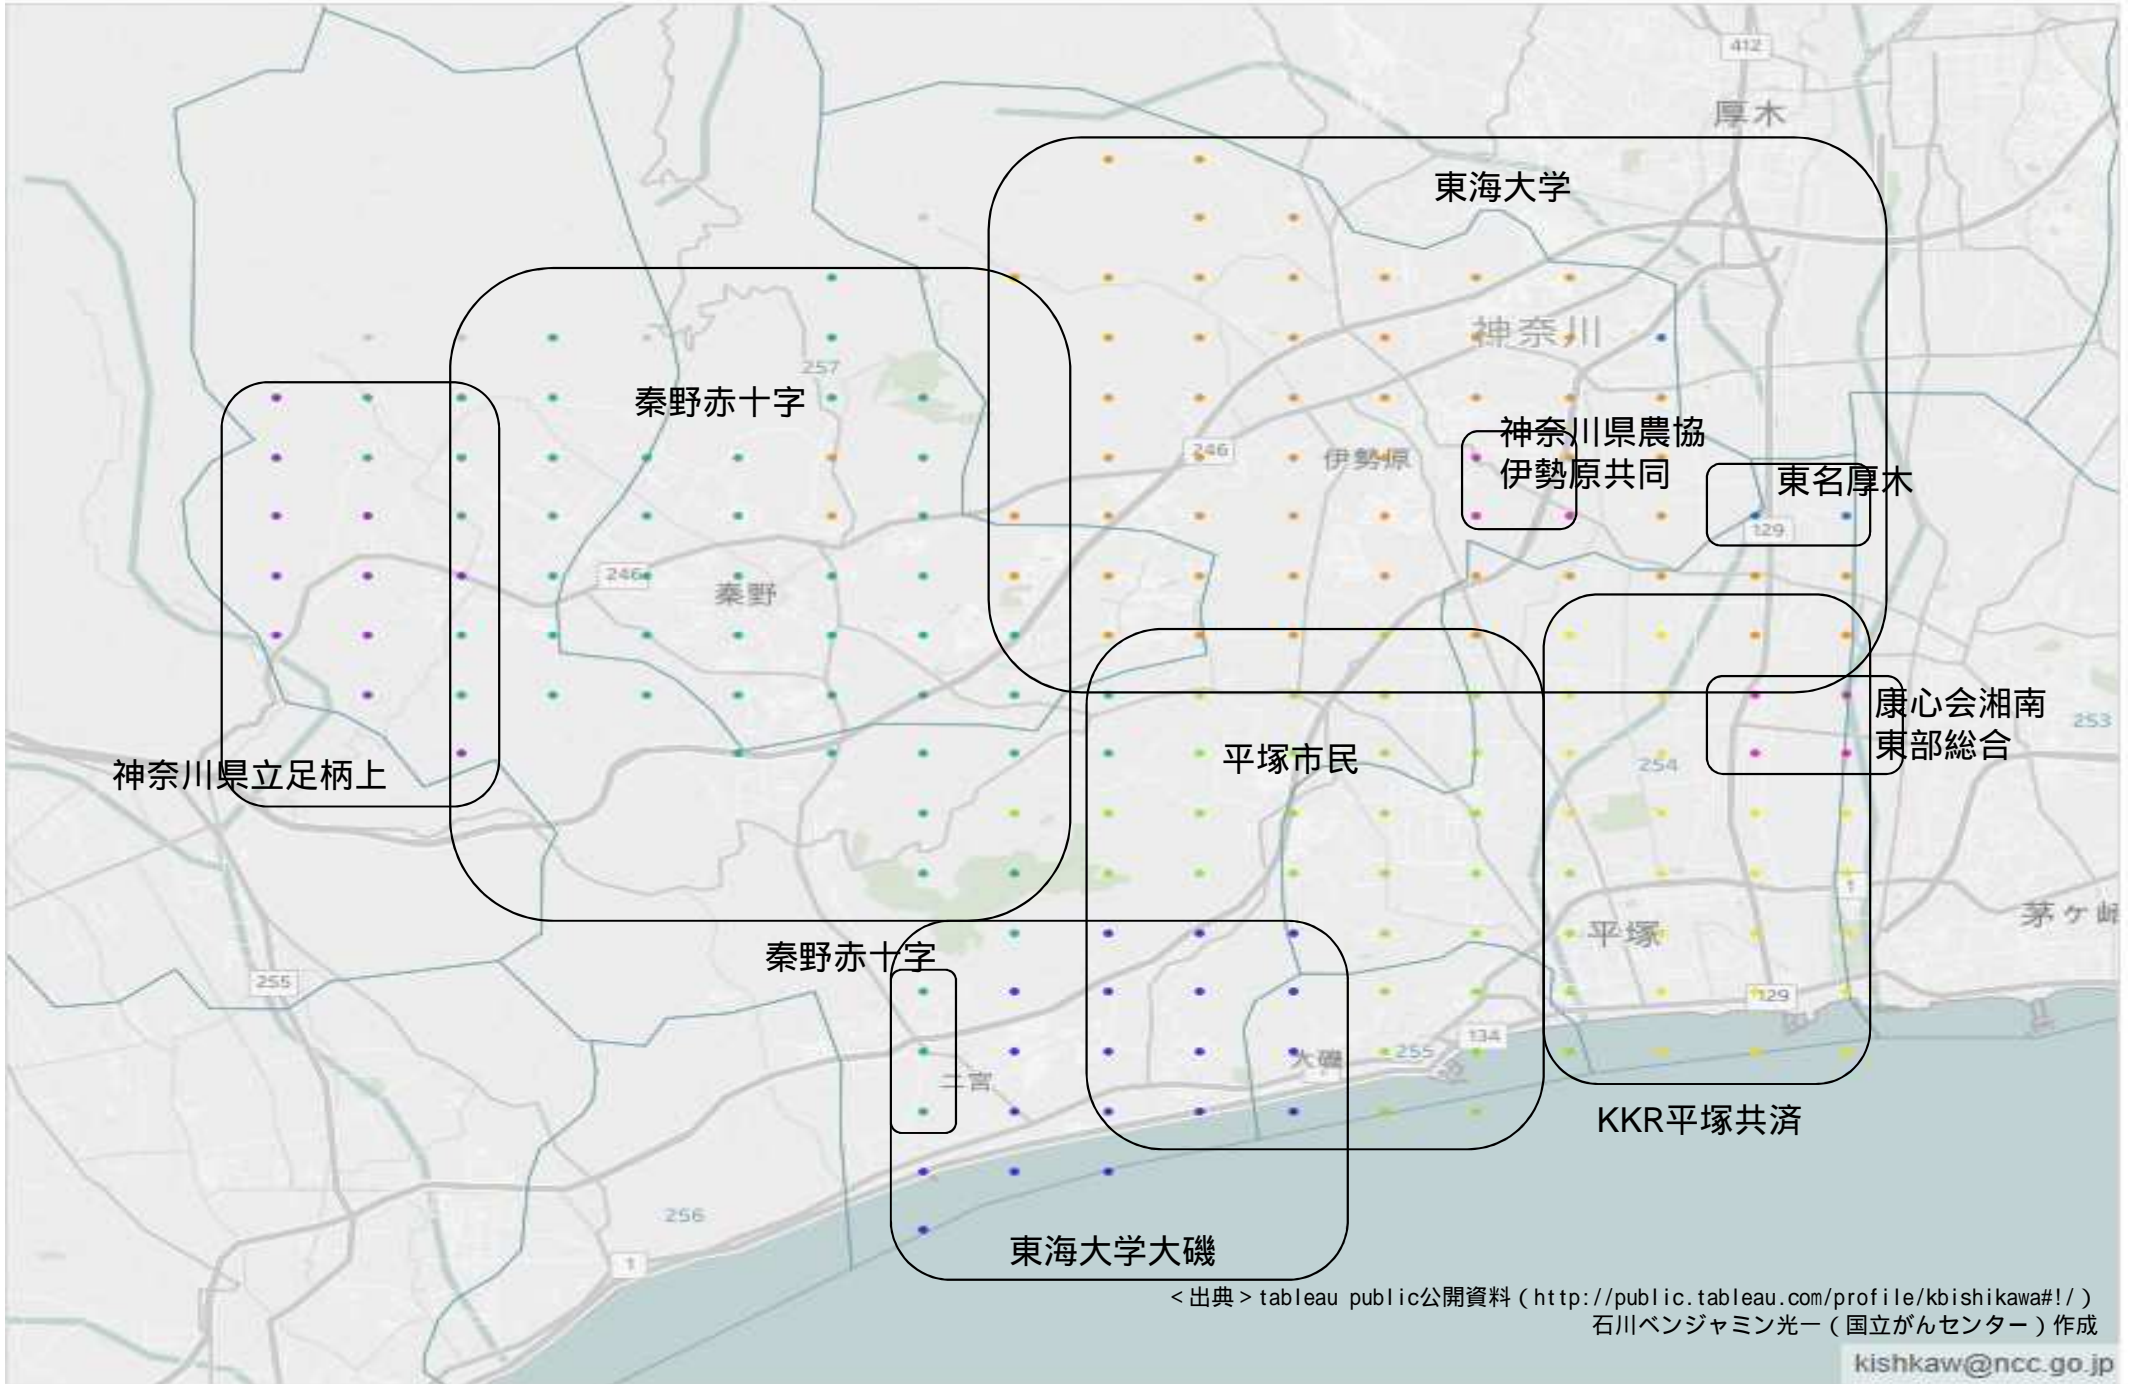 412
厚木
東海大学
神奈川
257
秦野赤十字
神奈川県農協
伊勢原共同
246
伊勢原
東名厚木
129
246
秦野
康心会湘南
東部総合
253
神奈川県立足柄上
平塚市民
254
1
茅ケ崎
平塚
秦野赤十字
255
129
134
大磯
255
二宮
KKR平塚共済
256
1
東海大学大磯
<出典>tableau public公開資料(http://public.tableau.com/profile/kbishikawa#!/)
石川ベンジャミン光一(国立がんセンター)作成
kishkaw@ncc.go.jp